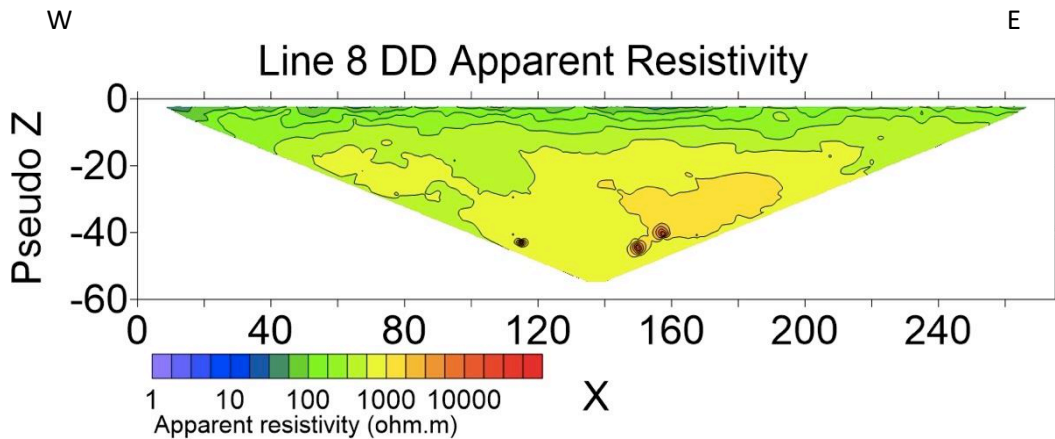 W E
Line 8 DD Apparent Resistivity
Pseudo Z
0
-20
-40
-60
0 40 80 120 160 200 240
1 10 100 1000 10000
X
Apparent resistivity (ohm.m)